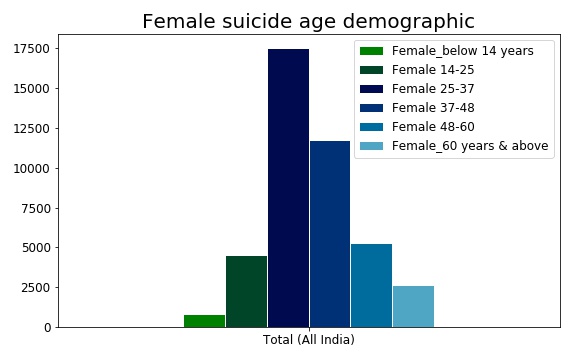 Female suicide age demographic
17500
15000
12500
10000
7500
5000
2500
0
Female_below 14 years
Female 14-25
Female 25-37
Female 37-48
Female 48-60
Female_60 years & above
Total (All India)